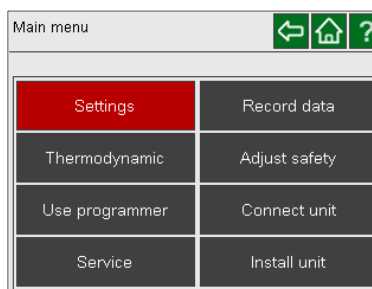 Main menu
?
Settings
Record data
Thermodynamic
Adjust safety
Use programmer
Connect unit
Service
Install unit